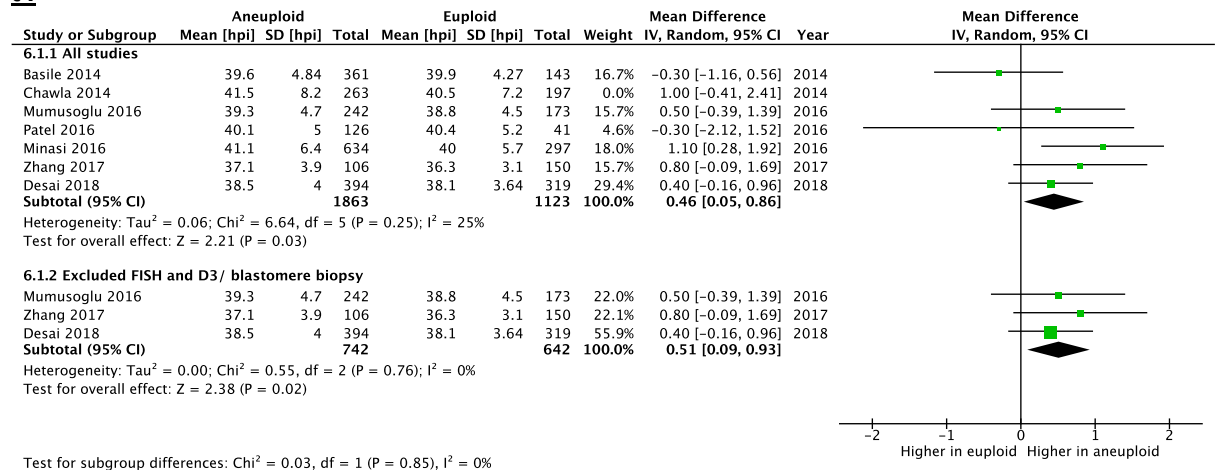 Aneuploid Euploid Mean Difference Mean Difference
Study or Subgroup Mean [hpi] SD [hpi] Total Mean [hpi] SD [hpi] Total Weight IV, Random, 95% CI Year IV, Random, 95% CI
6.1.1 All studies
Basile 2014 39.6 4.84 361 39.9 4.27 143 16.7% −0.30 [−1.16, 0.56] 2014
Chawla 2014 41.5 8.2 263 40.5 7.2 197 0.0% 1.00 [−0.41, 2.41] 2014
Mumusoglu 2016 39.3 4.7 242 38.8 4.5 173 15.7% 0.50 [−0.39, 1.39] 2016
Patel 2016 40.1 5 126 40.4 5.2 41 4.6% −0.30 [−2.12, 1.52] 2016
Minasi 2016 41.1 6.4 634 40 5.7 297 18.0% 1.10 [0.28, 1.92] 2016
Zhang 2017 37.1 3.9 106 36.3 3.1 150 15.7% 0.80 [−0.09, 1.69] 2017
Desai 2018 38.5 4 394 38.1 3.64 319 29.4% 0.40 [−0.16, 0.96] 2018
Subtotal (95% CI) 1863 1123 100.0% 0.46 [0.05, 0.86]
Heterogeneity: Tau² = 0.06; Chi² = 6.64, df = 5 (P = 0.25); I² = 25%
Test for overall effect: Z = 2.21 (P = 0.03)
6.1.2 Excluded FISH and D3/ blastomere biopsy
Mumusoglu 2016 39.3 4.7 242 38.8 4.5 173 22.0% 0.50 [−0.39, 1.39] 2016
Zhang 2017 37.1 3.9 106 36.3 3.1 150 22.1% 0.80 [−0.09, 1.69] 2017
Desai 2018 38.5 4 394 38.1 3.64 319 55.9% 0.40 [−0.16, 0.96] 2018
Subtotal (95% CI) 742 642 100.0% 0.51 [0.09, 0.93]
Heterogeneity: Tau² = 0.00; Chi² = 0.55, df = 2 (P = 0.76); I² = 0%
Test for overall effect: Z = 2.38 (P = 0.02)
−2 −1 0 1 2
Higher in euploid Higher in aneuploid
Test for subgroup differences: Chi² = 0.03, df = 1 (P = 0.85), I² = 0%